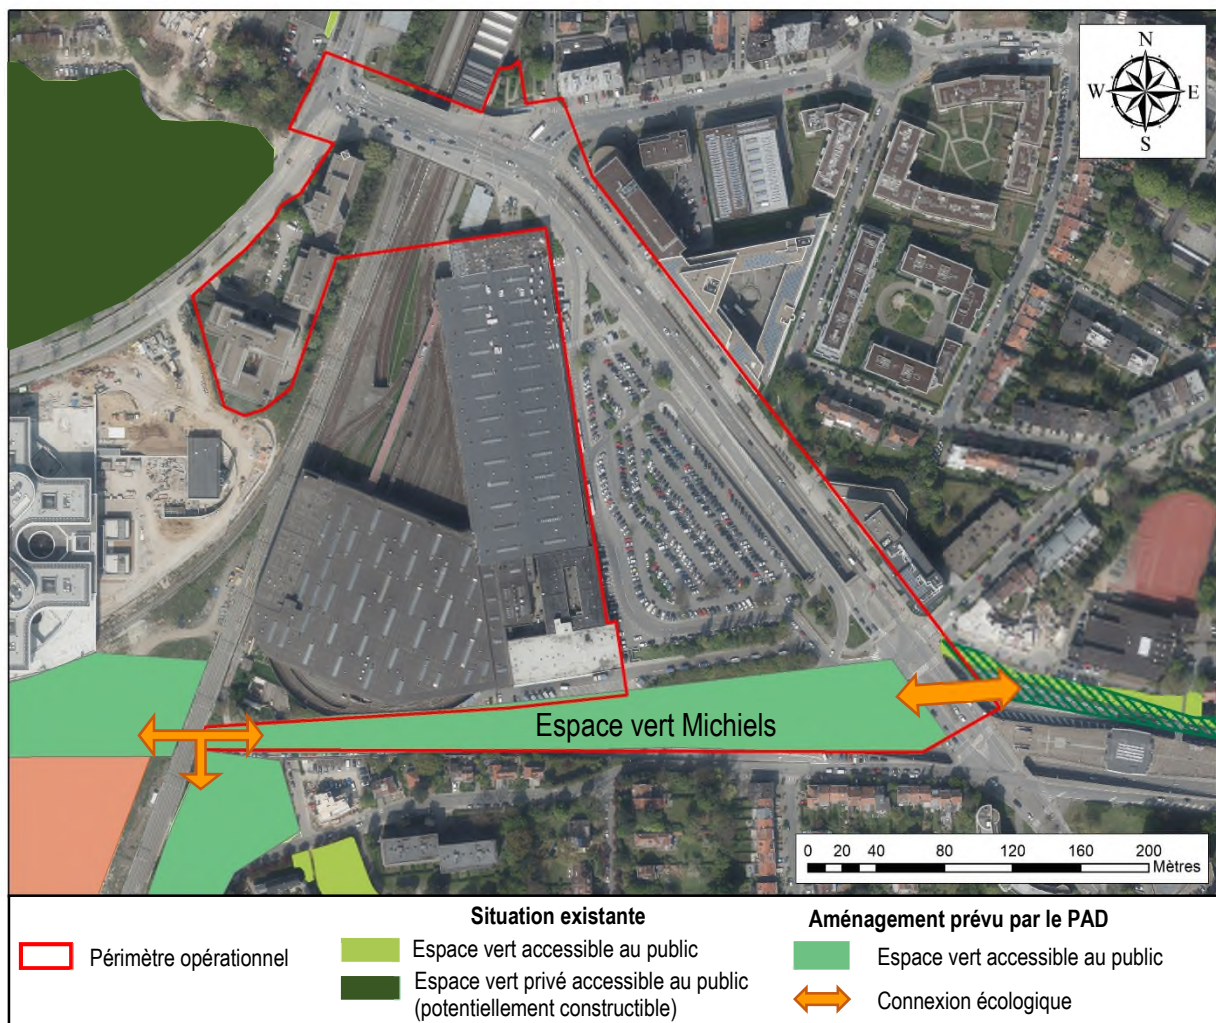 N
W E
S
Espace vert Michiels
0 20 40 80 120 160 200
Mètres
Périmètre opérationnel
Situation existante
Espace vert accessible au public
Espace vert privé accessible au public
(potentiellement constructible)
Aménagement prévu par le PAD
Espace vert accessible au public
Connexion écologique